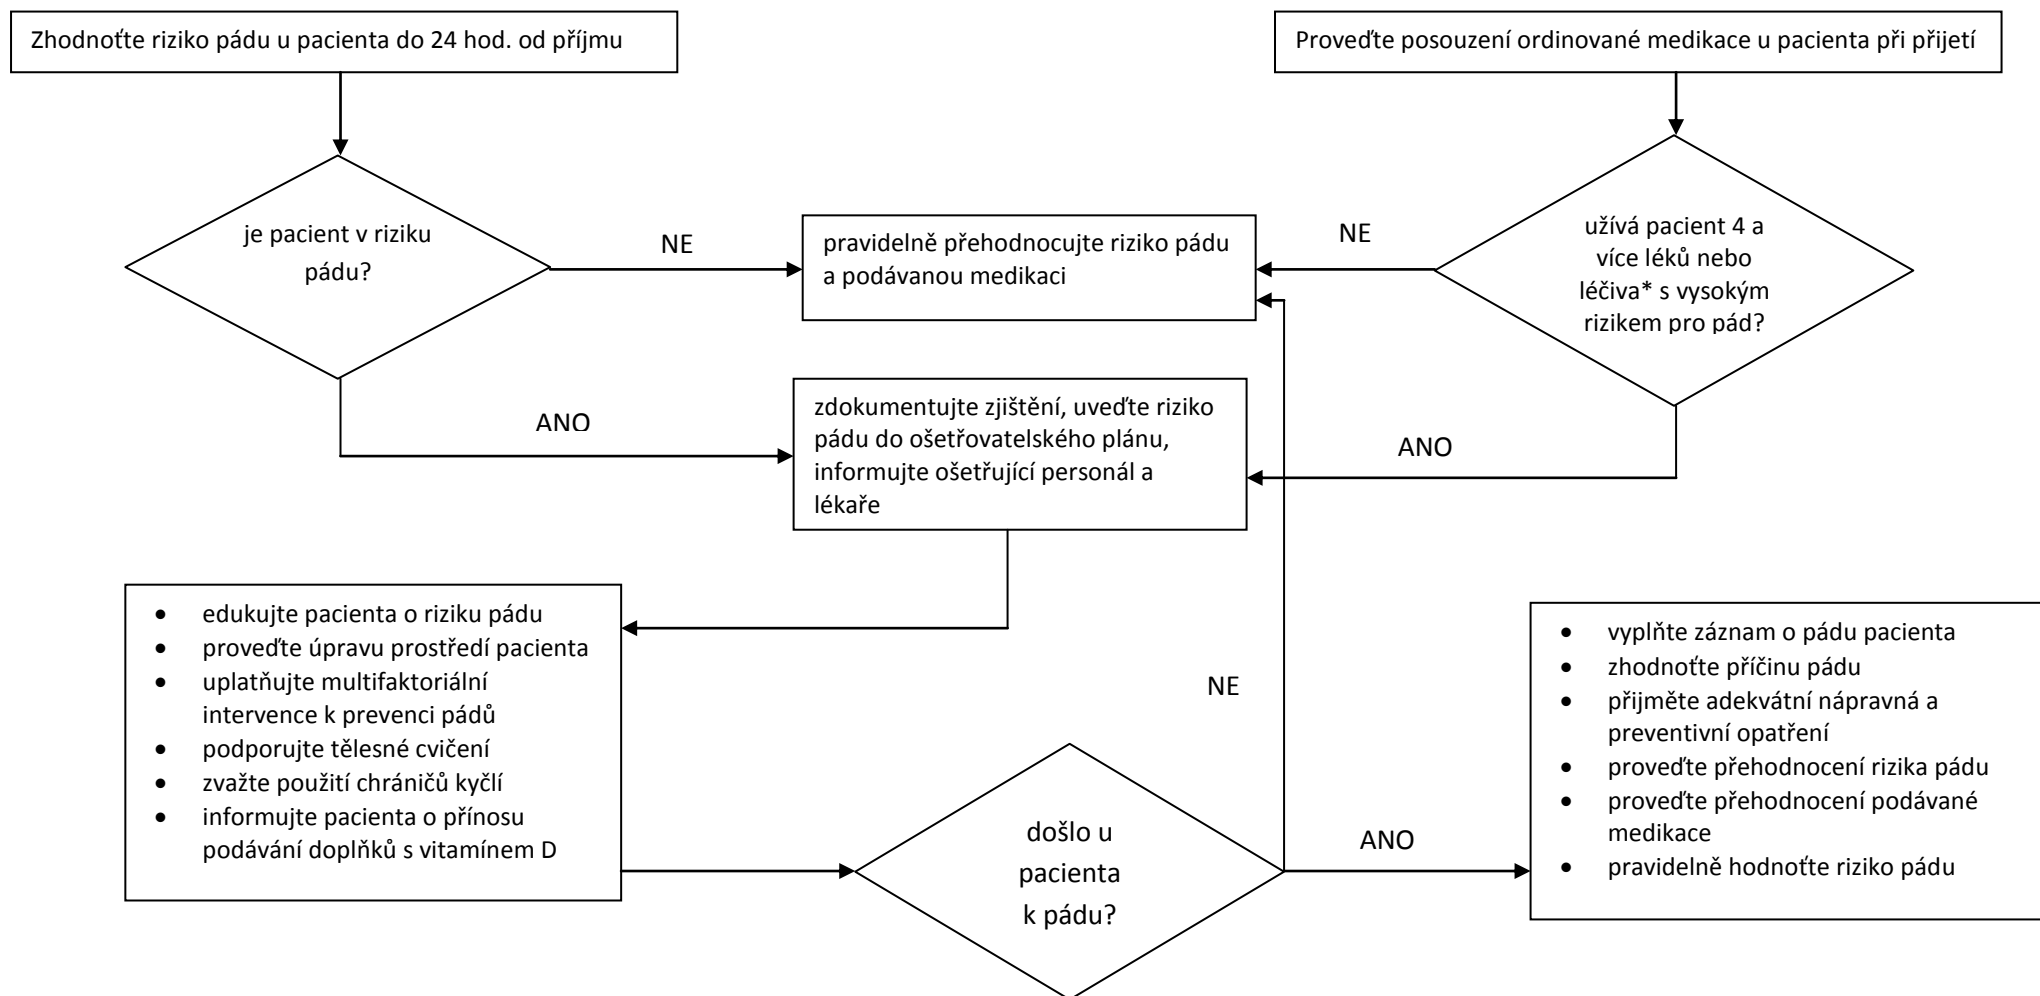 Zhodnoťte riziko pádu u pacienta do 24 hod. od příjmu
Proveďte posouzení ordinované medikace u pacienta při přijetí
je pacient v riziku
pádu?
NE
pravidelně přehodnocujte riziko pádu
a podávanou medikaci
NE
užívá pacient 4 a
více léků nebo
léčiva* s vysokým
rizikem pro pád?
ANO
zdokumentujte zjištění, uveďte riziko
pádu do ošetřovatelského plánu,
informujte ošetřující personál a
lékaře
ANO
• edukujte pacienta o riziku pádu
• proveďte úpravu prostředí pacienta
• uplatňujte multifaktoriální
intervence k prevenci pádů
• podporujte tělesné cvičení
• zvažte použití chráničů kyčlí
• informujte pacienta o přínosu
podávání doplňků s vitamínem D
NE
došlo u
pacienta
k pádu?
ANO
• vyplňte záznam o pádu pacienta
• zhodnoťte příčinu pádu
• přijměte adekvátní nápravná a
preventivní opatření
• proveďte přehodnocení rizika pádu
• proveďte přehodnocení podávané
medikace
• pravidelně hodnoťte riziko pádu